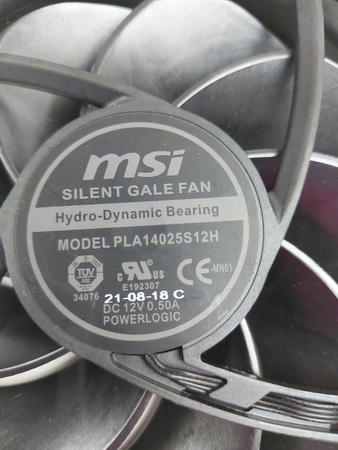 msi
SILENT GALE FAN
Hydro-Dynamic Bearing
MODEL PLA14025S12H
TÜV
c RU US
CE-MN01
E192307
34076
21-08-18 C
DC 12V 0.50A
POWERLOGIC